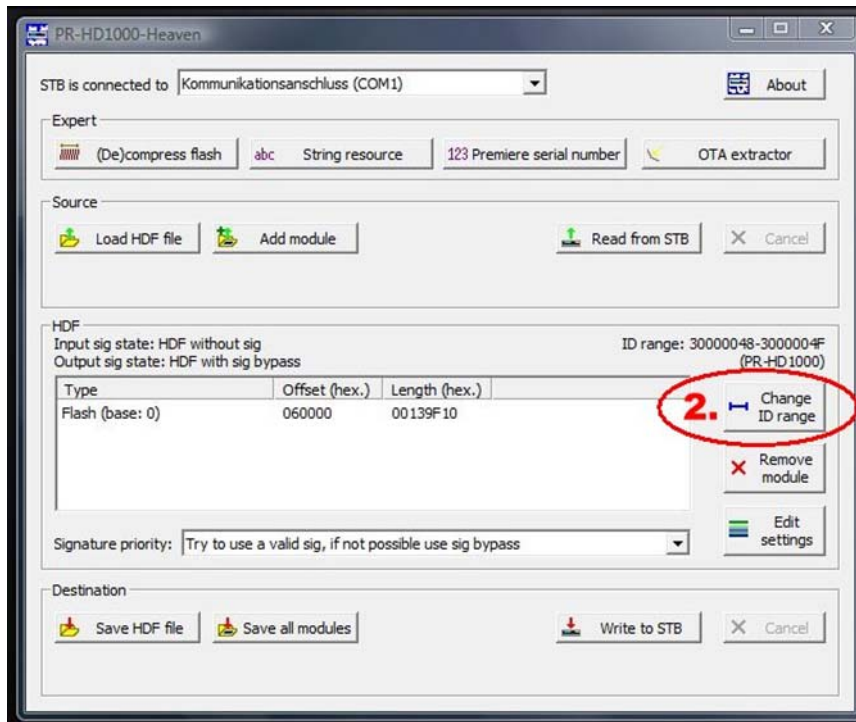 PR-HD1000-Heaven
STB is connected to Kommunikationsanschluss (COM1) About
Expert
(De)compress flash abc String resource 123 Premiere serial number OTA extractor
Source
Load HDF file Add module Read from STB Cancel
HDF
Input sig state: HDF without sig ID range: 30000048-3000004F
Output sig state: HDF with sig bypass (PR-HD1000)
Type Offset (hex.) Length (hex.)
Flash (base: 0) 060000 00139F10
2. Change
ID range
Remove
module
Edit
settings
Signature priority: Try to use a valid sig, if not possible use sig bypass
Destination
Save HDF file Save all modules Write to STB Cancel